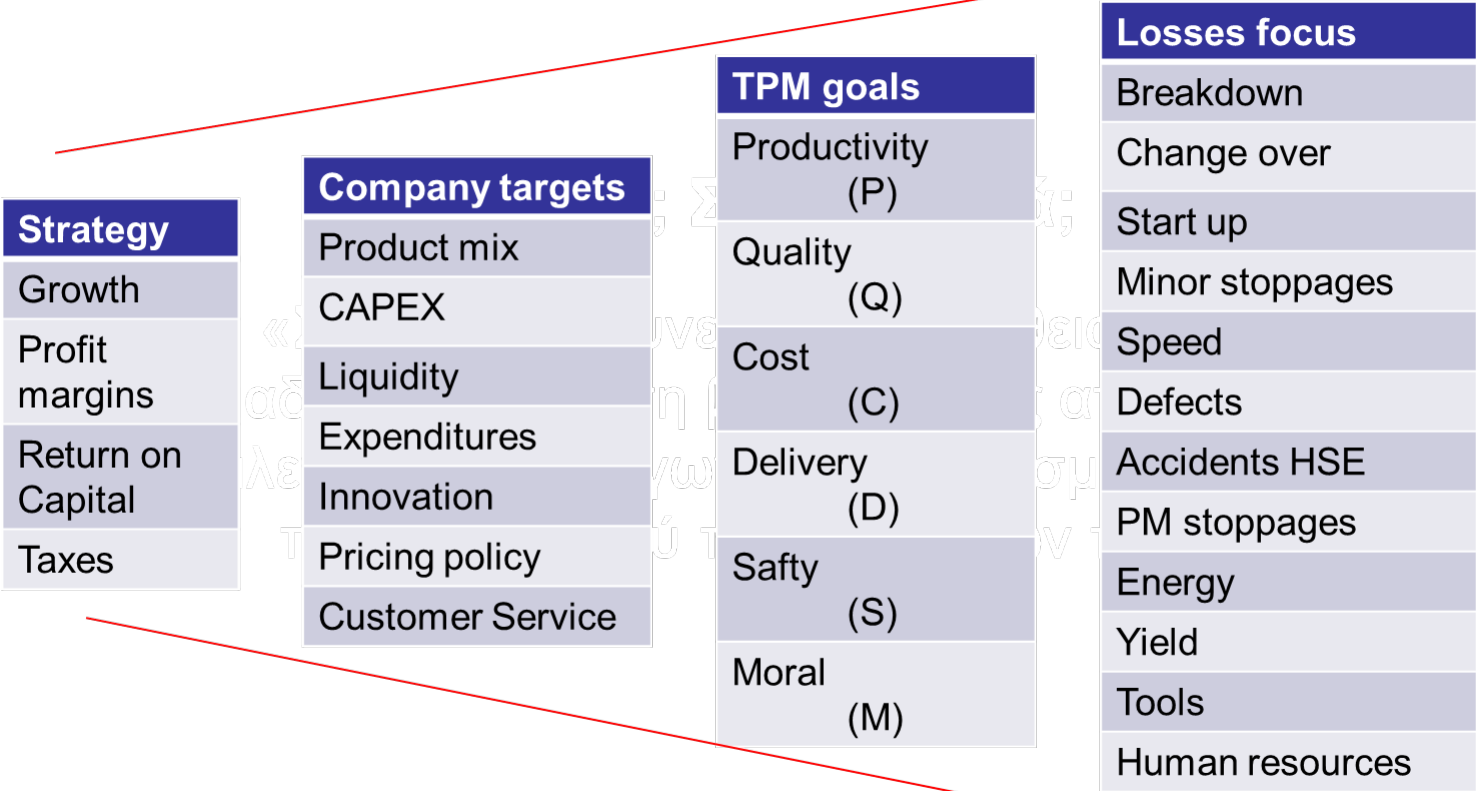 Strategy
Growth
Profit
margins
Return on
Capital
Taxes
Company targets
Product mix
CAPEX
Liquidity
Expenditures
Innovation
Pricing policy
Customer Service
TPM goals
Productivity
(P)
Quality
(Q)
Cost
(C)
Delivery
(D)
Safty
(S)
Moral
(M)
Losses focus
Breakdown
Change over
Start up
Minor stoppages
Speed
Defects
Accidents HSE
PM stoppages
Energy
Yield
Tools
Human resources